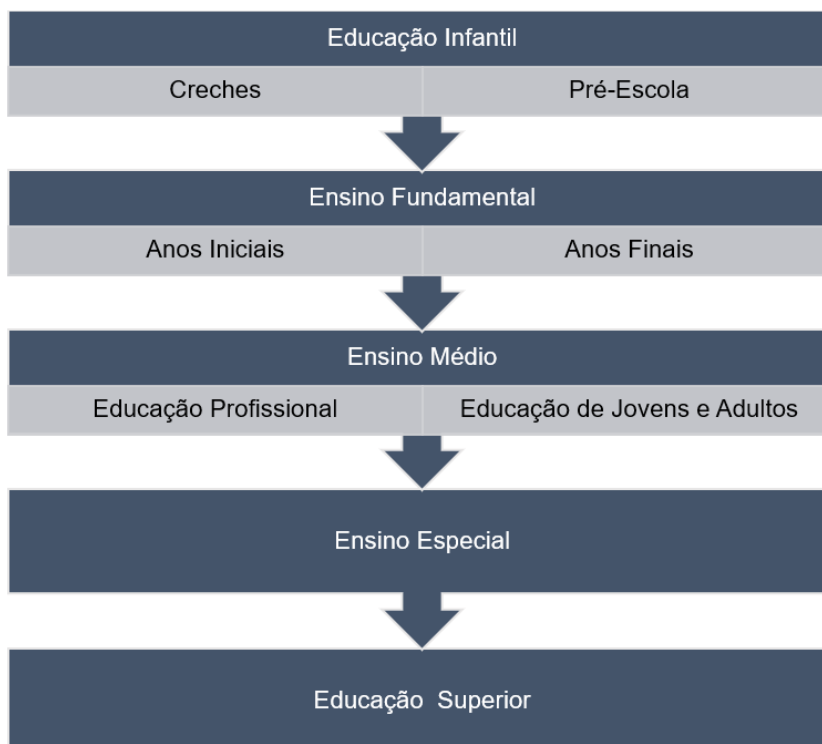 Educação Infantil
Creches
Pré-Escola
Ensino Fundamental
Anos Iniciais
Anos Finais
Ensino Médio
Educação Profissional
Educação de Jovens e Adultos
Ensino Especial
Educação  Superior